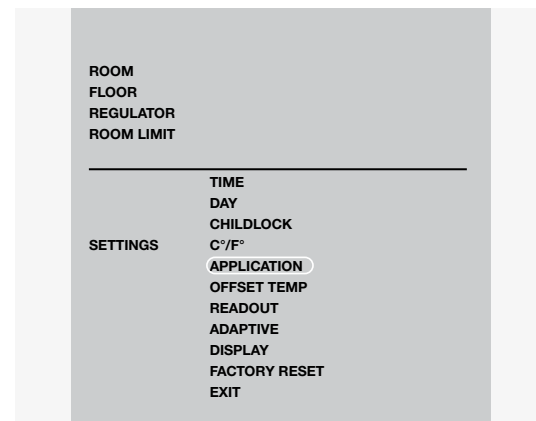 ROOM
FLOOR
REGULATOR
ROOM LIMIT
TIME
DAY
CHILDLOCK
SETTINGS C°/F°
APPLICATION
OFFSET TEMP
READOUT
ADAPTIVE
DISPLAY
FACTORY RESET
EXIT